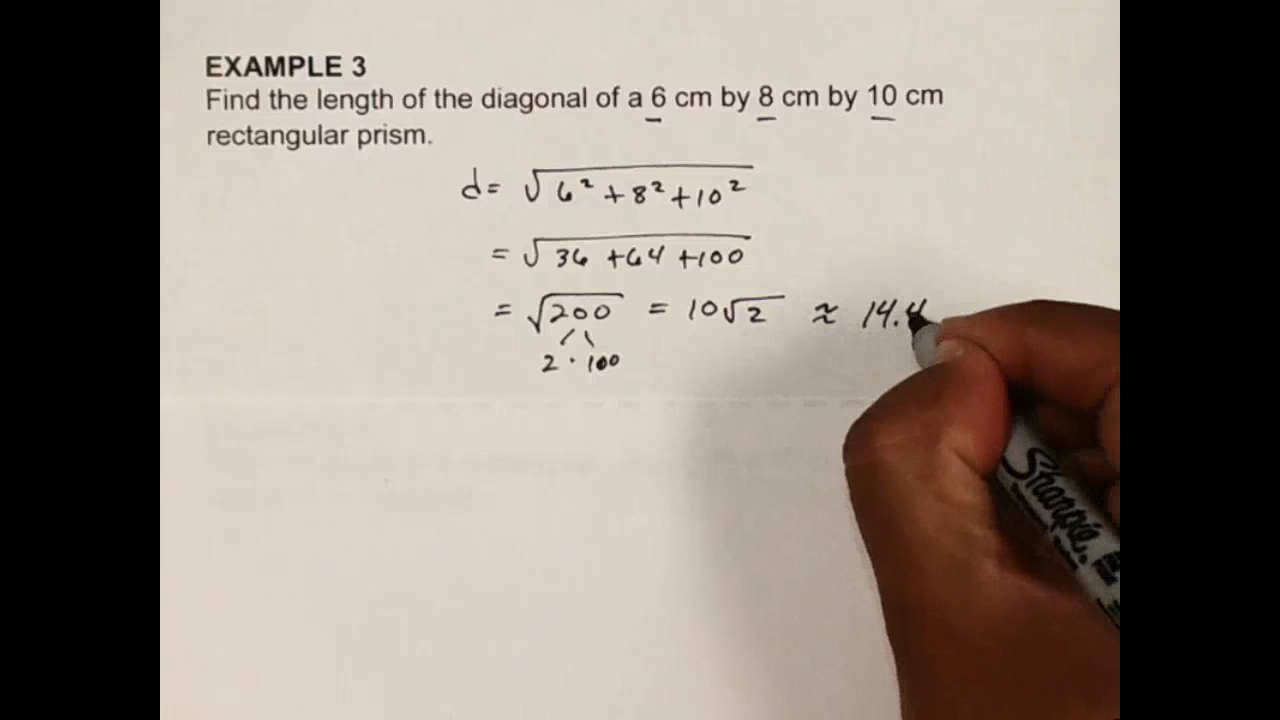 EXAMPLE 3
Find the length of the diagonal of a 6 cm by 8 cm by 10 cm
rectangular prism.
d = √6² + 8² + 10²
= √36 + 64 + 100
= √200 = 10√2 ≈ 14.4
2 · 100
Sharpie.